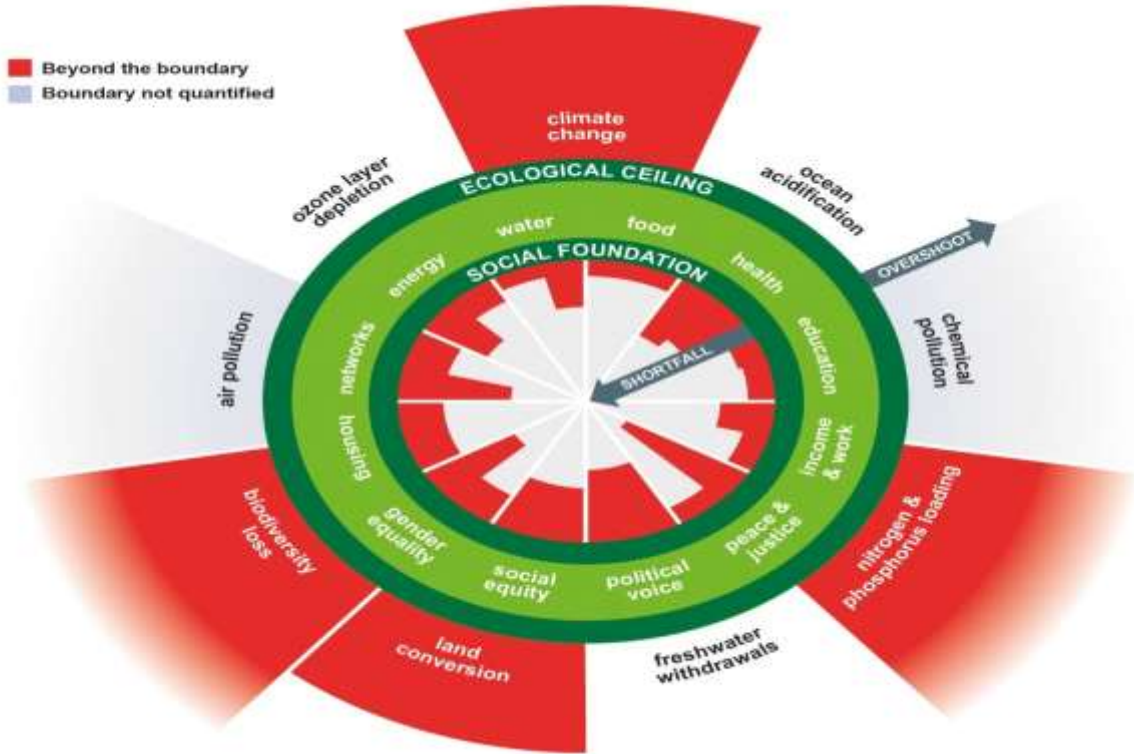 Beyond the boundary
Boundary not quantified
climate
change
ozone layer
depletion
ocean
acidification
ECOLOGICAL CEILING
OVERSHOOT
water
food
energy
health
SOCIAL FOUNDATION
air pollution
networks
education
chemical
pollution
SHORTFALL
housing
income
& work
biodiversity
loss
gender
equality
peace &
justice
nitrogen &
phosphorus loading
social
equity
political
voice
land
conversion
freshwater
withdrawals